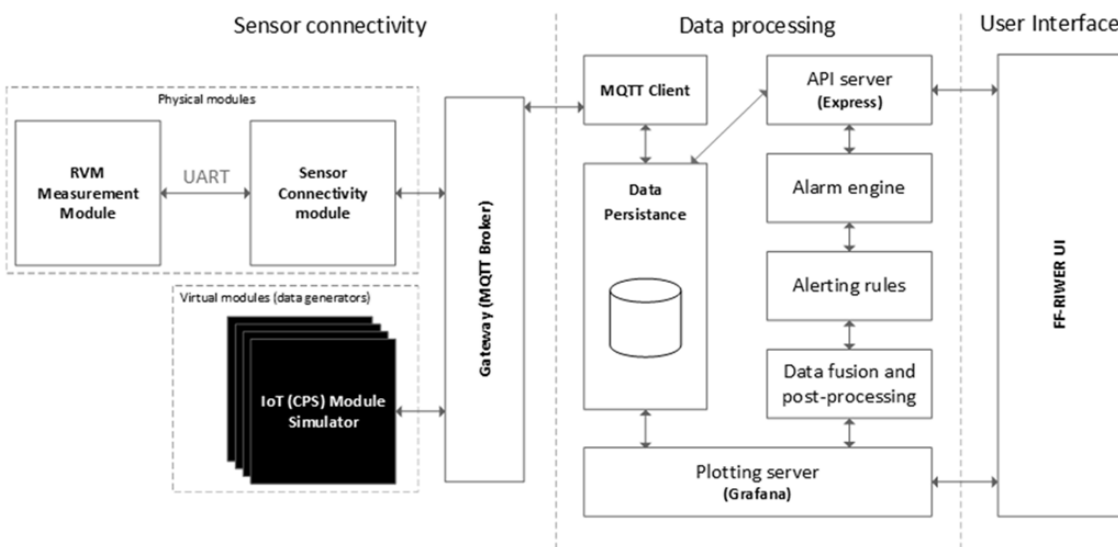 Sensor connectivity
Data processing
User Interface
Physical modules
RVM
Measurement
Module
UART
Sensor
Connectivity
module
Virtual modules (data generators)
IoT (CPS) Module
Simulator
Gateway (MQTT Broker)
MQTT Client
Data
Persistance
API server
(Express)
Alarm engine
Alerting rules
Data fusion and
post-processing
Plotting server
(Grafana)
FF-RIWER UI